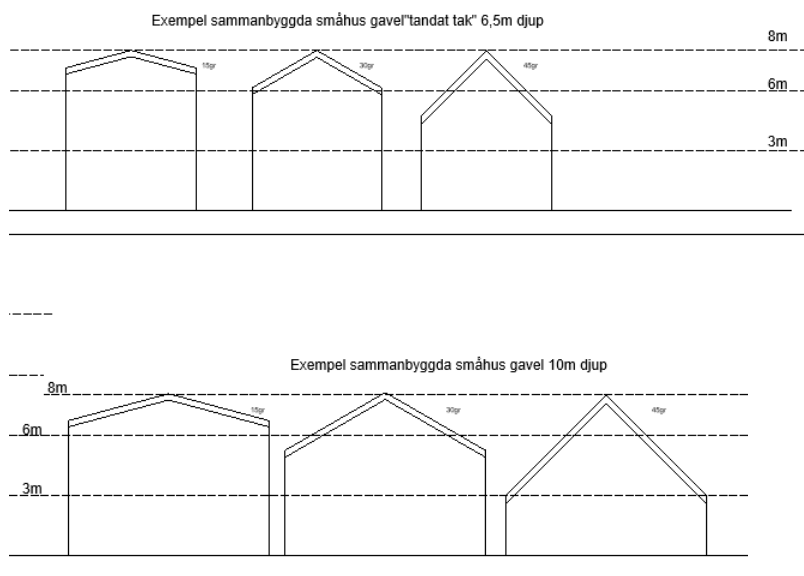 Exempel sammanbyggda småhus gavel"tandat tak" 6,5m djup
8m
15gr
30gr
45gr
6m
3m
Exempel sammanbyggda småhus gavel 10m djup
8m
15gr
30gr
45gr
6m
3m